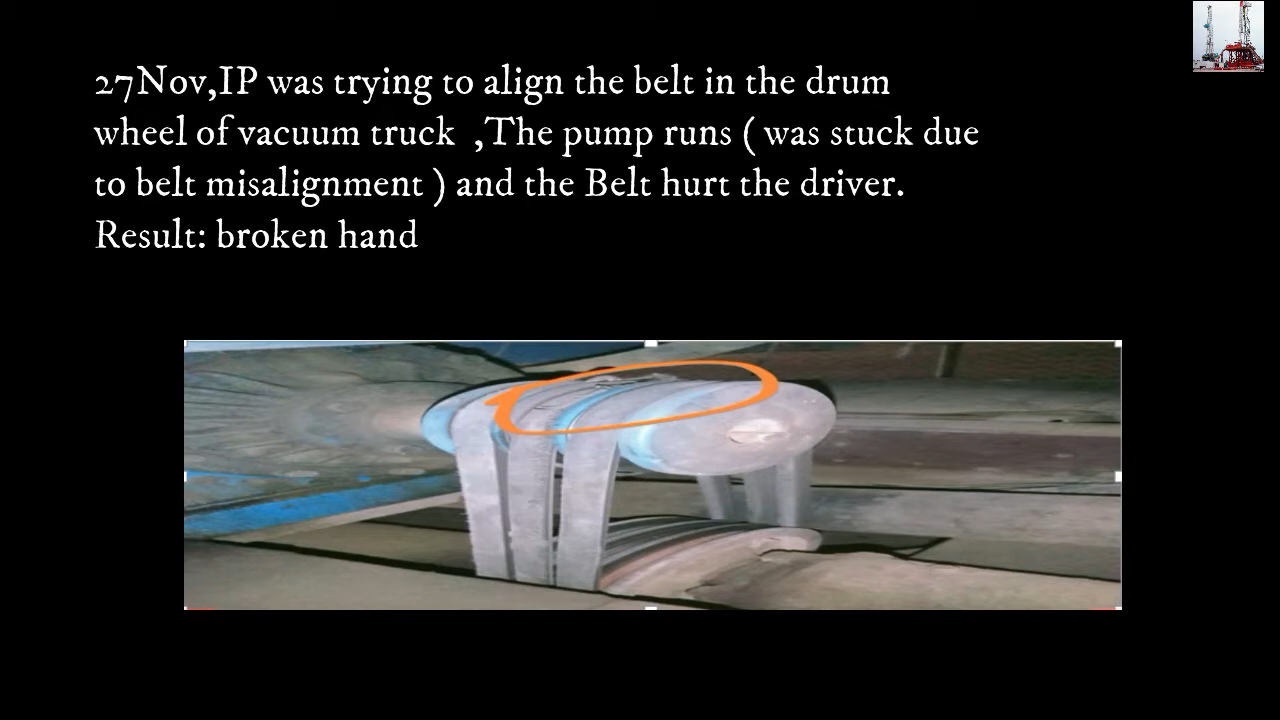 27Nov,IP was trying to align the belt in the drum
wheel of vacuum truck ,The pump runs ( was stuck due
to belt misalignment ) and the Belt hurt the driver.
Result: broken hand